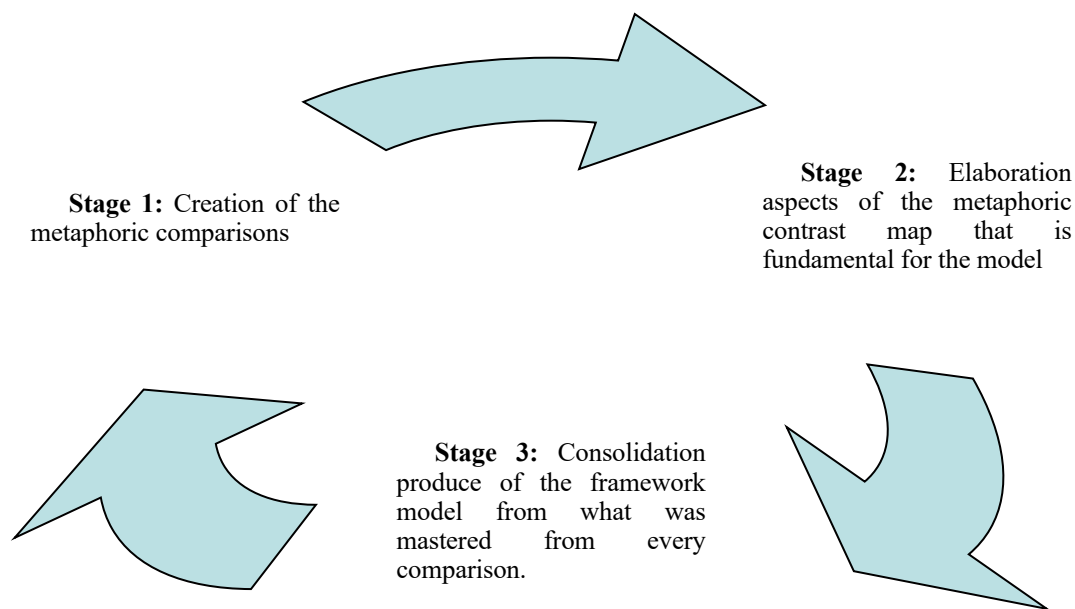 Stage 1: Creation of the
metaphoric comparisons
Stage 2: Elaboration
aspects of the metaphoric
contrast map that is
fundamental for the model
Stage 3: Consolidation
produce of the framework
model from what was
mastered from every
comparison.